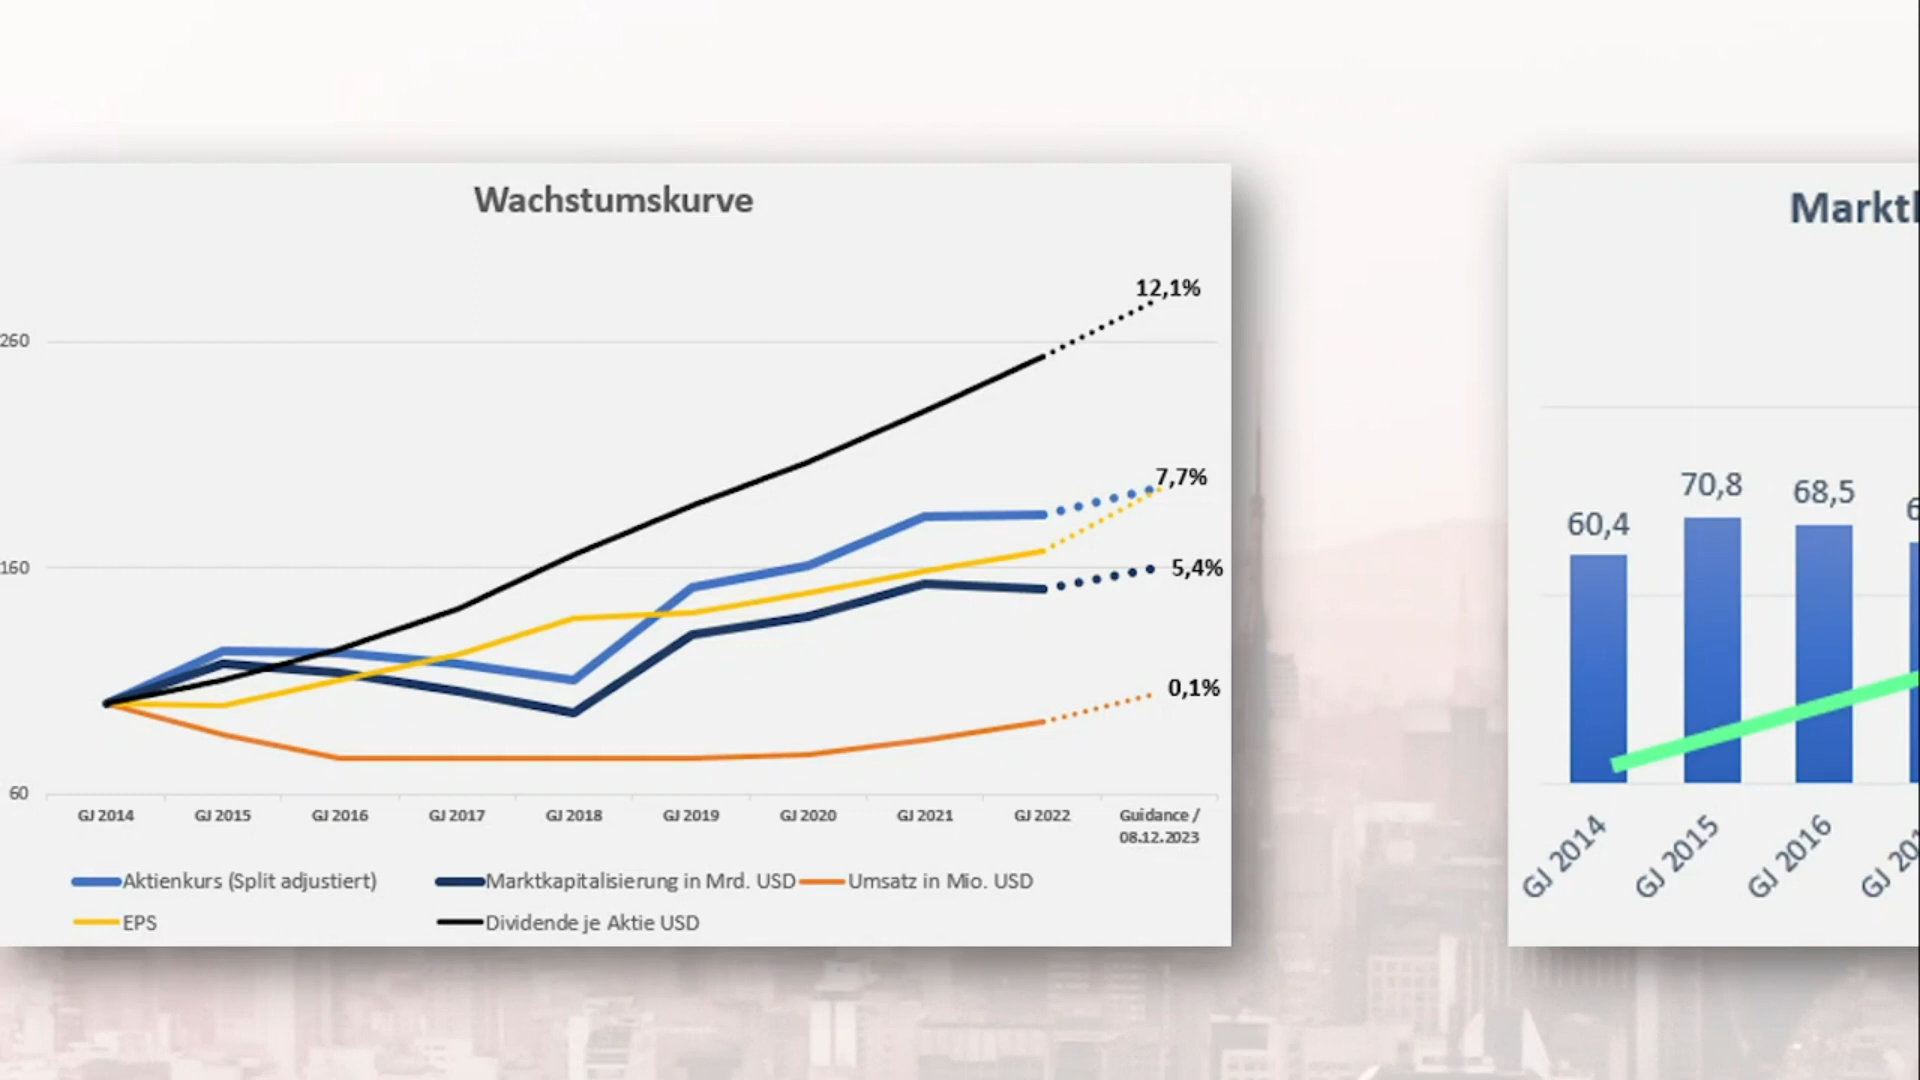 Wachstumskurve
12,1%
260
7,7%
160
5,4%
0,1%
60
GJ 2014 GJ 2015 GJ 2016 GJ 2017 GJ 2018 GJ 2019 GJ 2020 GJ 2021 GJ 2022 Guidance /
08.12.2023
Aktienkurs (Split adjustiert) Marktkapitalisierung in Mrd. USD Umsatz in Mio. USD
EPS Dividende je Aktie USD
70,8
68,5
60,4
GJ 2014 GJ 2015 GJ 2016